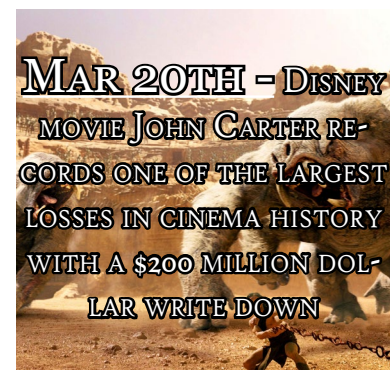 Mar 20th - Disney
movie John Carter re-
cords one of the largest
losses in cinema history
with a $200 million dol-
lar write down